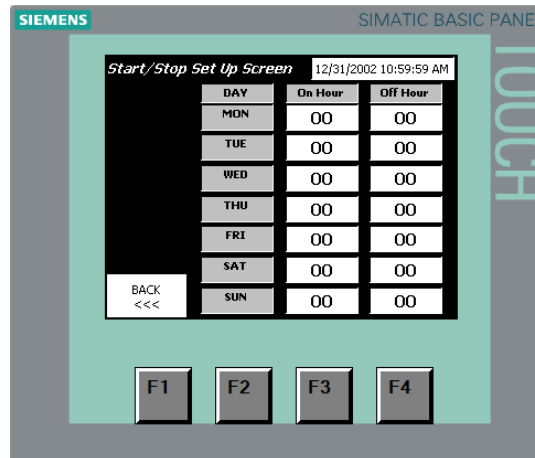 SIEMENS
SIMATIC BASIC PANE
TOUCH
Start/Stop Set Up Screen 12/31/2002 10:59:59 AM
DAY On Hour Off Hour
MON 00 00
TUE 00 00
WED 00 00
THU 00 00
FRI 00 00
SAT 00 00
SUN 00 00
BACK
<<<
F1 F2 F3 F4